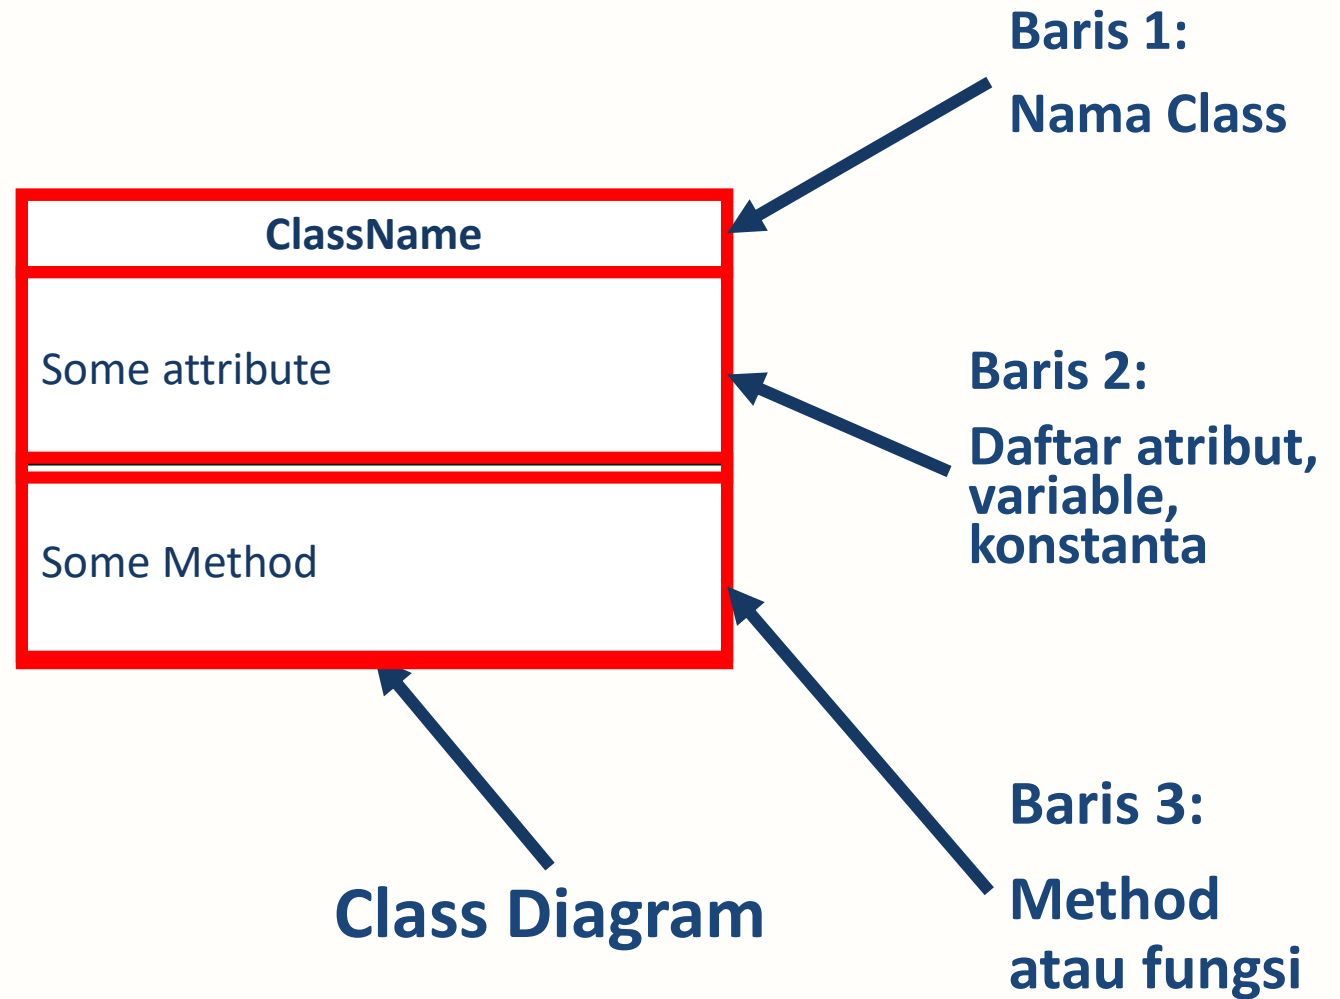 Baris 1:
Nama Class
ClassName
Some attribute
Baris 2:
Daftar atribut,
variable,
konstanta
Some Method
Baris 3:
Method
atau fungsi
Class Diagram